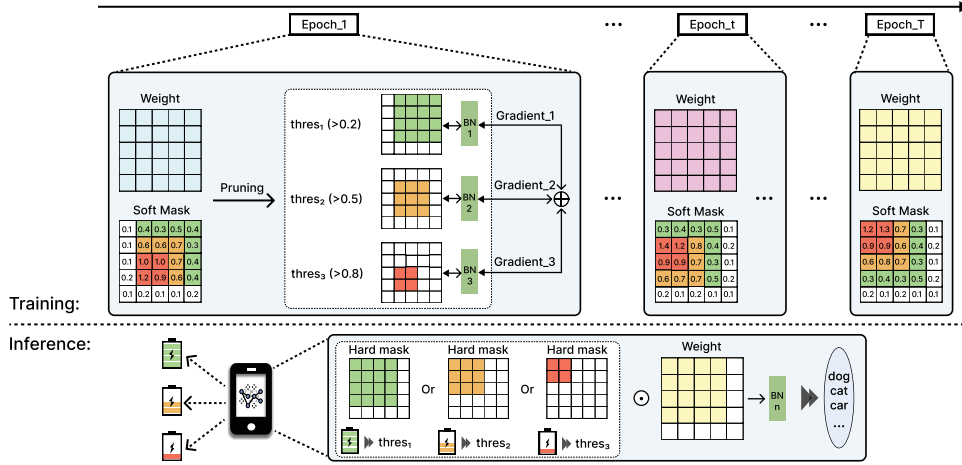 Epoch_1
...
Epoch_t
...
Epoch_T
Weight
Pruning
Soft Mask
0.1 0.4 0.3 0.5 0.4
0.1 0.6 0.6 0.7 0.4
0.1 1.0 1.0 0.7 0.4
0.2 1.2 0.9 0.6 0.4
0.1 0.2 0.1 0.1 0.2
thres₁ (>0.2)
BN
1
Gradient_1
thres₂ (>0.5)
BN
2
Gradient_2
thres₃ (>0.8)
BN
3
Gradient_3
...
Weight
Soft Mask
0.3 0.4 0.5 0.4 0.1
1.4 1.2 0.8 0.5 0.2
0.9 0.9 0.8 0.3 0.1
0.6 0.7 0.7 0.5 0.2
0.1 0.2 0.1 0.1 0.1
...
...
Weight
Soft Mask
1.2 1.3 0.7 0.3 0.1
0.9 0.9 0.6 0.4 0.2
0.6 0.8 0.7 0.3 0.1
0.3 0.4 0.3 0.5 0.2
0.1 0.2 0.2 0.1 0.1
Training:
Inference:
Hard mask
Or
Hard mask
Or
Hard mask
thres₁
thres₂
thres₃
Weight
BN
n
dog
cat
car
...